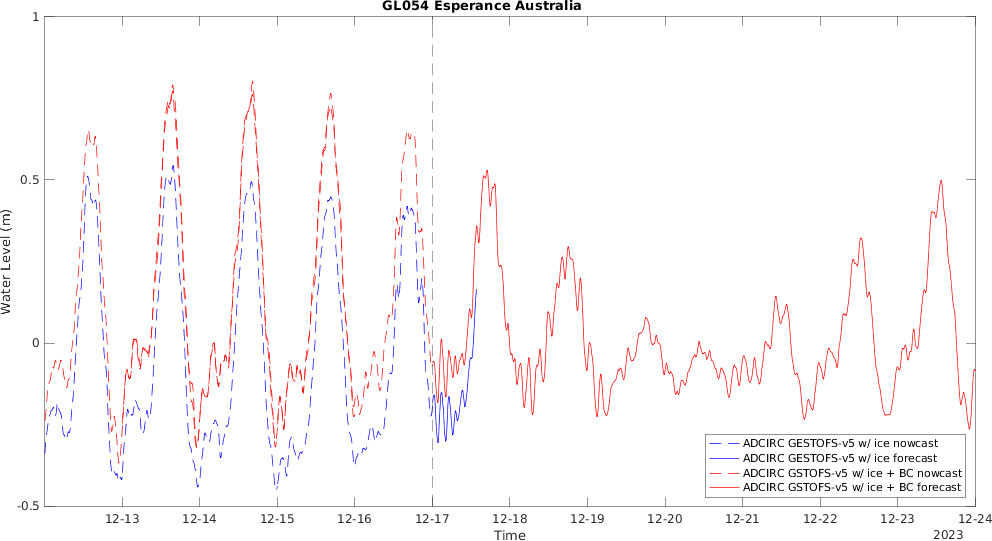 GL054 Esperance Australia
1
0.5
0
-0.5
Water Level (m)
12-13 12-14 12-15 12-16 12-17 12-18 12-19 12-20 12-21 12-22 12-23 12-24
Time
2023
ADCIRC GESTOFS-v5 w/ ice nowcast
ADCIRC GESTOFS-v5 w/ ice forecast
ADCIRC GSTOFS-v5 w/ ice + BC nowcast
ADCIRC GSTOFS-v5 w/ ice + BC forecast